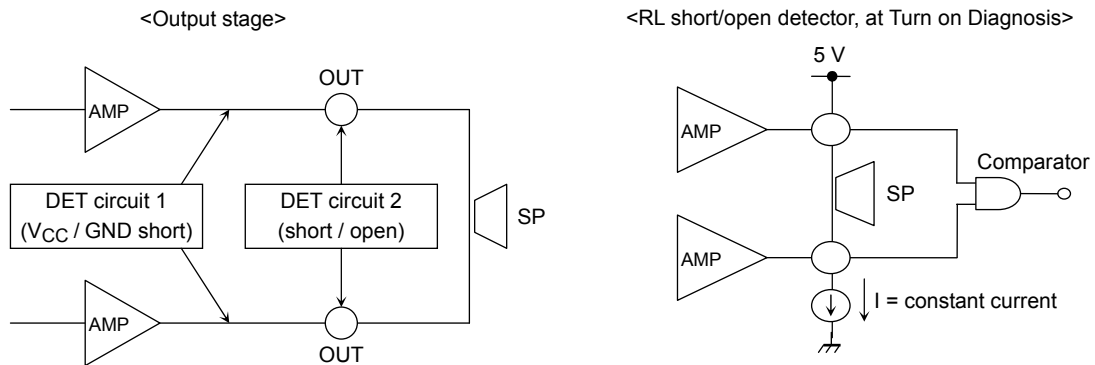 <Output stage>
AMP
OUT
DET circuit 1
(VCC / GND short)
DET circuit 2
(short / open)
SP
AMP
OUT
<RL short/open detector, at Turn on Diagnosis>
5 V
AMP
Comparator
SP
AMP
I = constant current